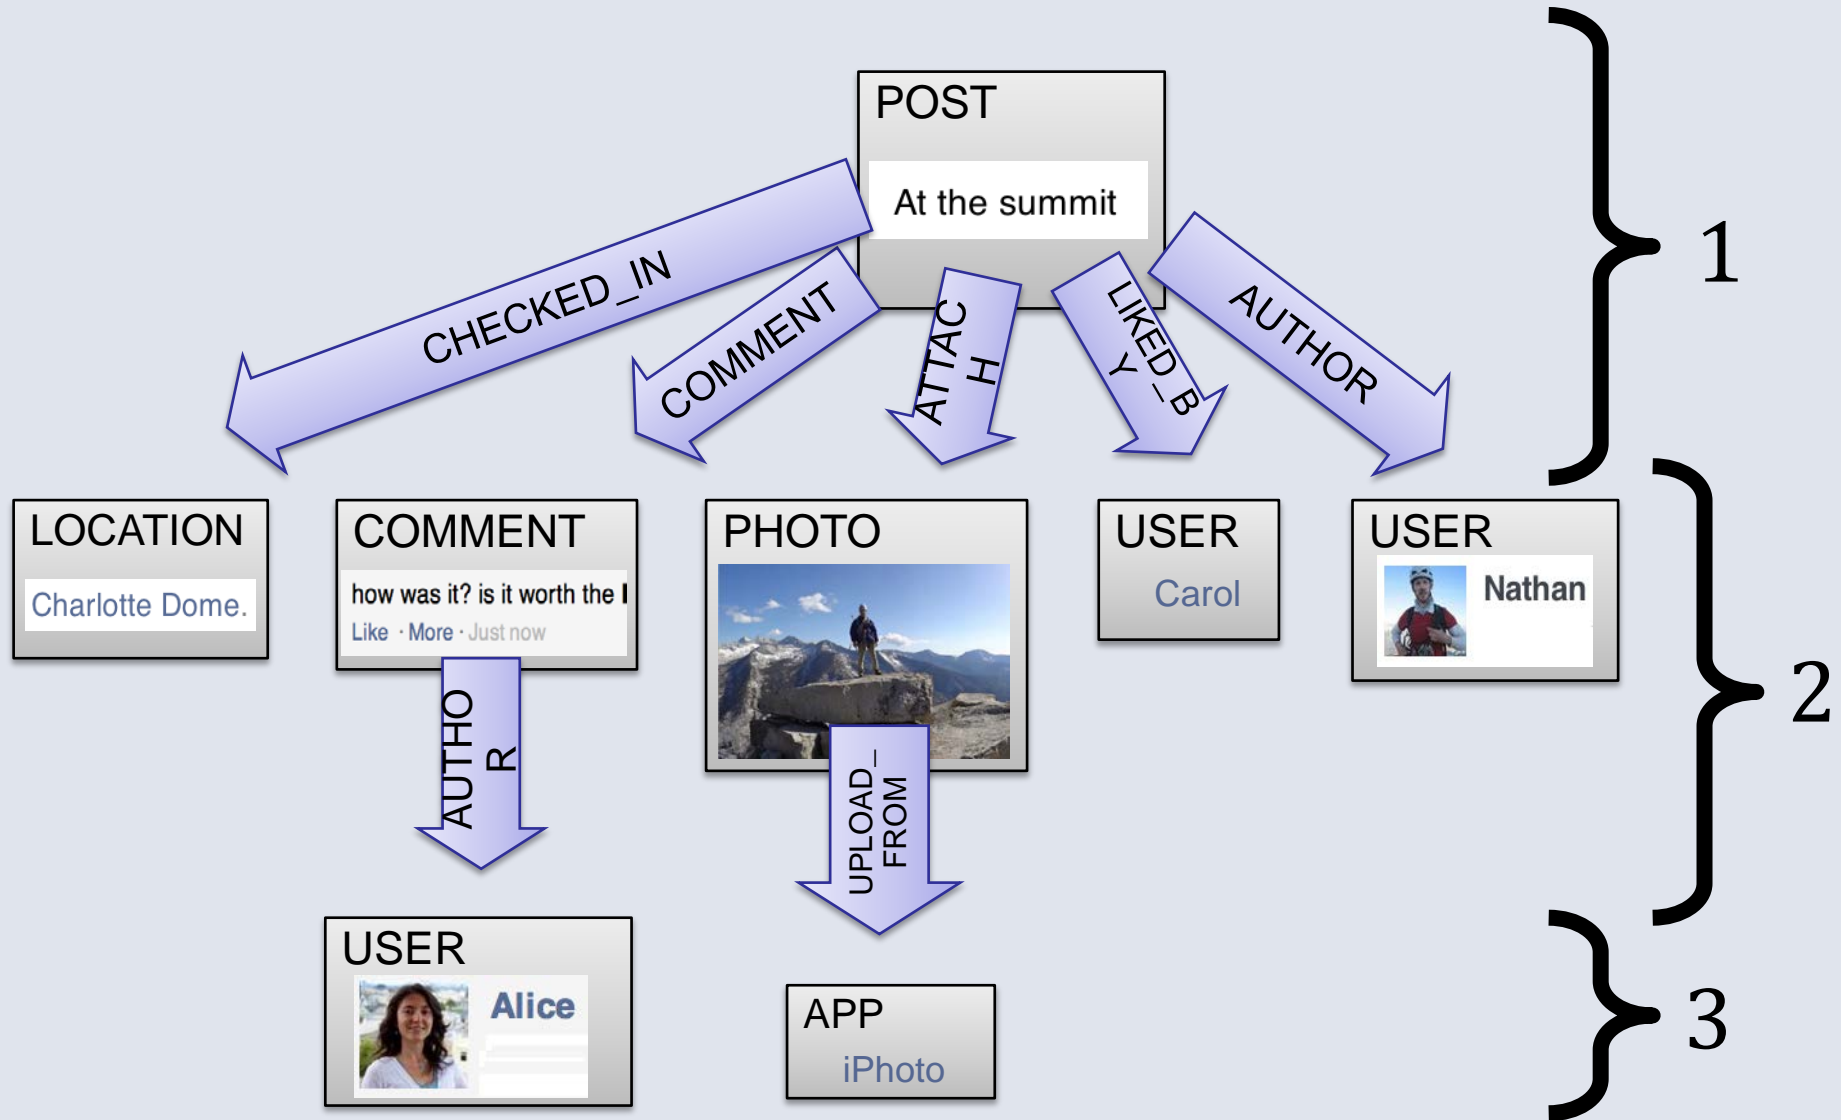 POST
At the summit
1
CHECKED_IN
COMMENT
ATTAC
H
LIKED_B
Y
AUTHOR
LOCATION
Charlotte Dome.
COMMENT
how was it? is it worth the
Like · More · Just now
PHOTO
USER
Carol
USER
Nathan
2
AUTHO
R
UPLOAD_
FROM
USER
Alice
APP
iPhoto
3